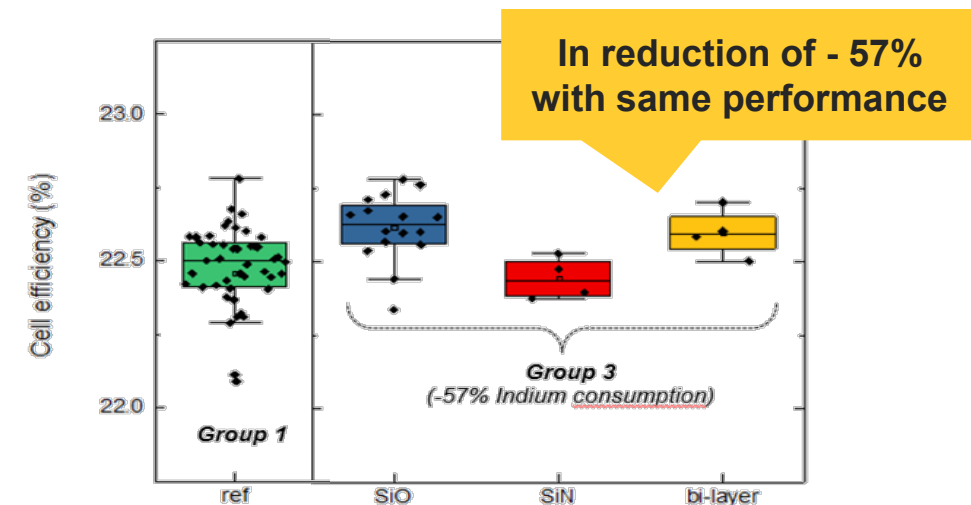 In reduction of - 57%
with same performance
Cell efficiency (%)
23.0
22.5
22.0
Group 1
Group 3
(-57% Indium consumption)
ref
SiO
SiN
bi-layer